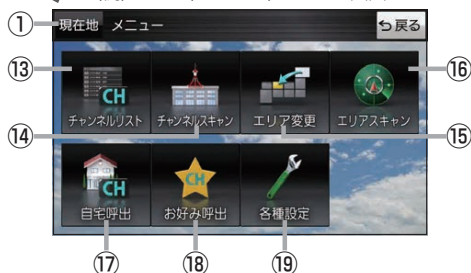 ① 現在地 メニュー 戻る
⑬ ⑯
CH
チャンネルリスト チャンネルスキャン エリア変更 エリアスキャン
⑭ ⑮
CH CH
自宅呼出 お好み呼出 各種設定
⑰ ⑱ ⑲